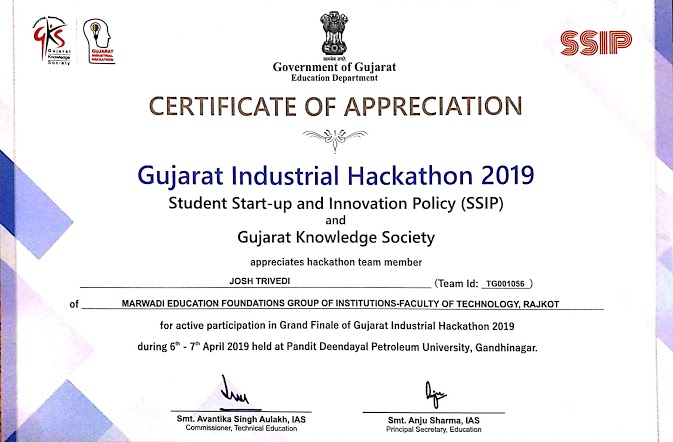 GKS
Gujarat
Knowledge
Society
GUJARAT
INDUSTRIAL
HACKATHON
SSIP
सत्यमेव जयते
Government of Gujarat
Education Department
CERTIFICATE OF APPRECIATION
Gujarat Industrial Hackathon 2019
Student Start-up and Innovation Policy (SSIP)
and
Gujarat Knowledge Society
appreciates hackathon team member
JOSH TRIVEDI (Team Id: TG001056 )
of MARWADI EDUCATION FOUNDATIONS GROUP OF INSTITUTIONS-FACULTY OF TECHNOLOGY, RAJKOT
for active participation in Grand Finale of Gujarat Industrial Hackathon 2019
during 6th - 7th April 2019 held at Pandit Deendayal Petroleum University, Gandhinagar.
Smt. Avantika Singh Aulakh, IAS
Commissioner, Technical Education
Smt. Anju Sharma, IAS
Principal Secretary, Education